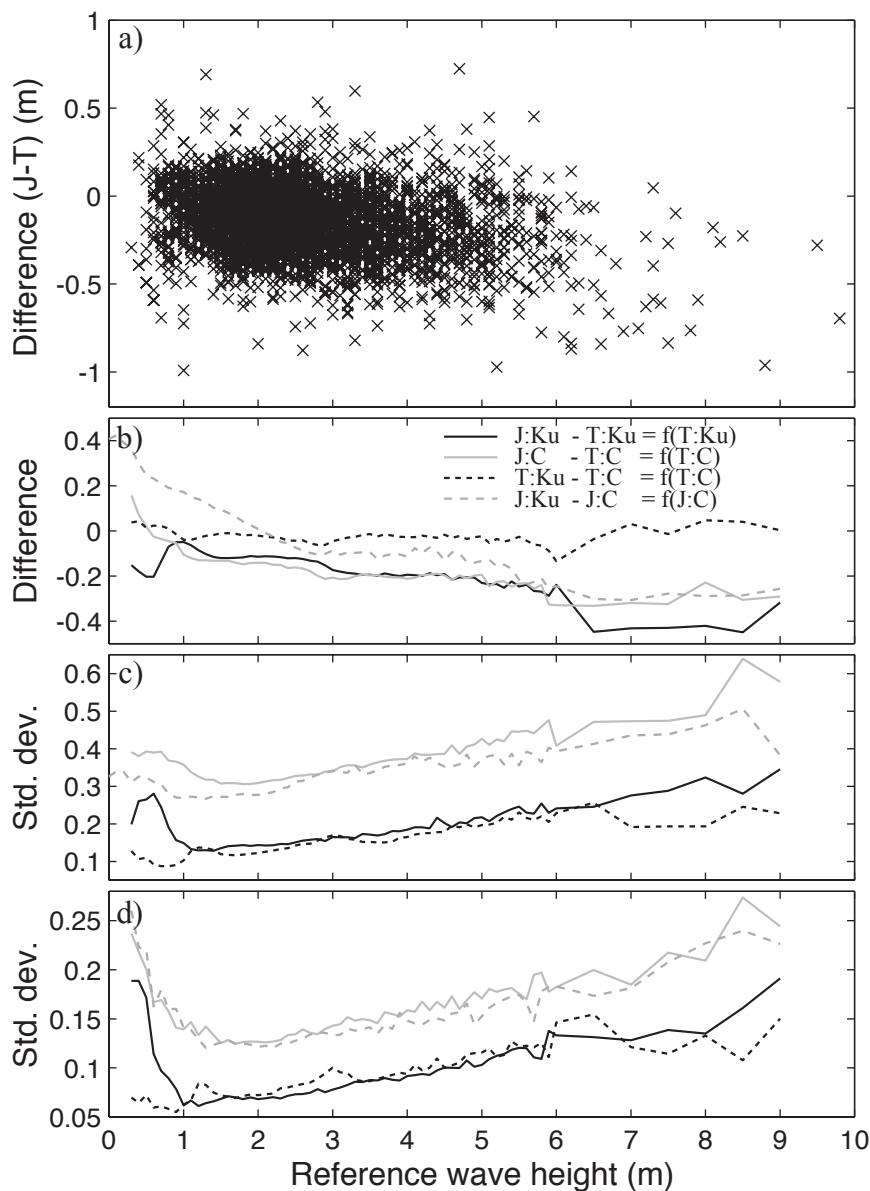 a)
1
0.5
0
-0.5
-1
Difference (J-T) (m)
b)
0.4
0.2
0
-0.2
-0.4
Difference
J:Ku - T:Ku = f(T:Ku)
J:C - T:C = f(T:C)
T:Ku - T:C = f(T:C)
J:Ku - J:C = f(J:C)
c)
0.6
0.5
0.4
0.3
0.2
0.1
Std. dev.
d)
0.25
0.2
0.15
0.1
0.05
Std. dev.
0 1 2 3 4 5 6 7 8 9 10
Reference wave height (m)